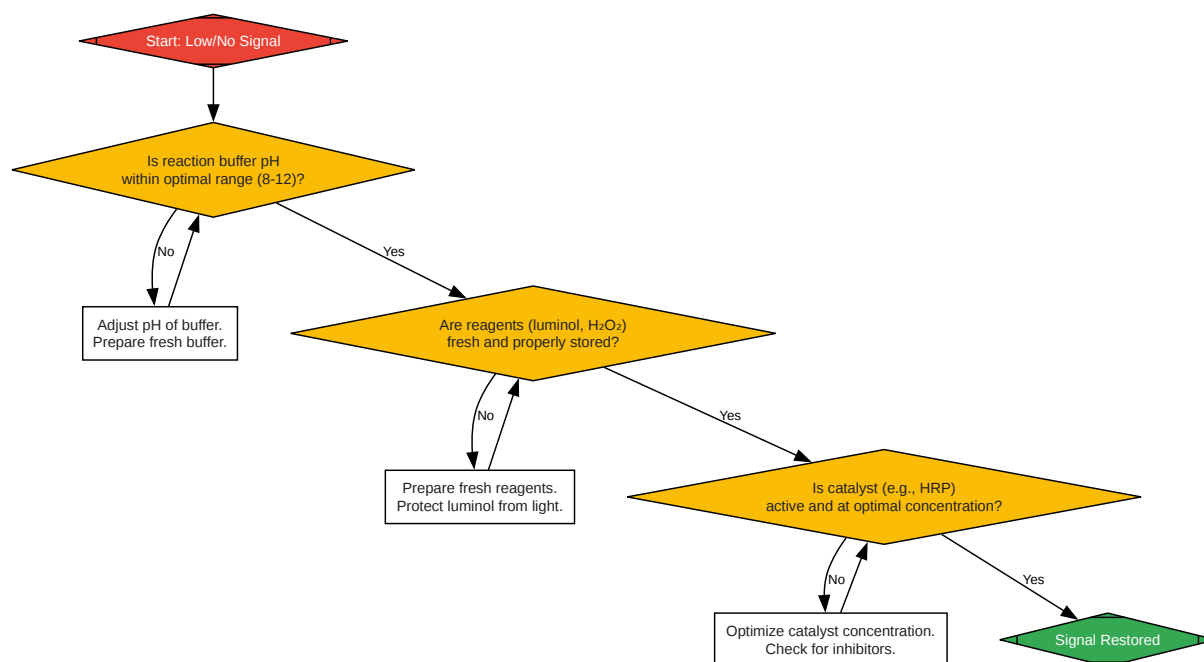 Start: Low/No Signal
Is reaction buffer pH
within optimal range (8-12)?
No
Yes
Adjust pH of buffer.
Prepare fresh buffer.
Are reagents (luminol, H₂O₂)
fresh and properly stored?
No
Yes
Prepare fresh reagents.
Protect luminol from light.
Is catalyst (e.g., HRP)
active and at optimal concentration?
No
Yes
Optimize catalyst concentration.
Check for inhibitors.
Signal Restored